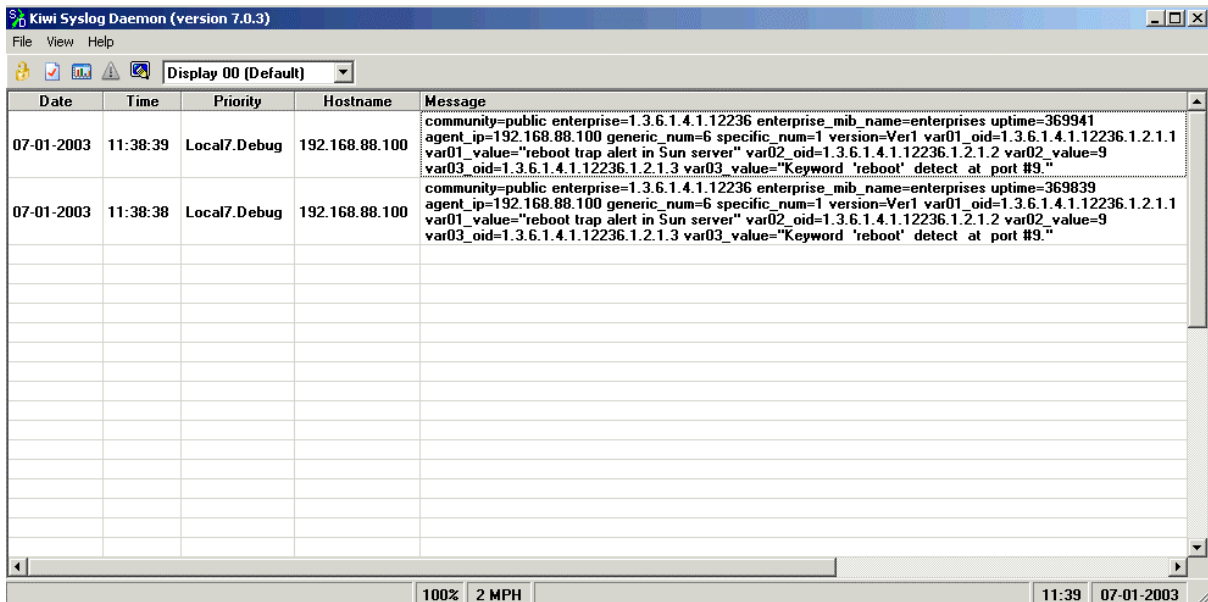 Kiwi Syslog Daemon (version 7.0.3)
File View Help
Display 00 (Default)
Date Time Priority Hostname Message
07-01-2003 11:38:39 Local7.Debug 192.168.88.100
community=public enterprise=1.3.6.1.4.1.12236 enterprise_mib_name=enterprises uptime=369941
agent_ip=192.168.88.100 generic_num=6 specific_num=1 version=Ver1 var01_oid=1.3.6.1.4.1.12236.1.2.1.1
var01_value="reboot trap alert in Sun server" var02_oid=1.3.6.1.4.1.12236.1.2.1.2 var02_value=9
var03_oid=1.3.6.1.4.1.12236.1.2.1.3 var03_value="Keyword 'reboot' detect at port #9."
07-01-2003 11:38:38 Local7.Debug 192.168.88.100
community=public enterprise=1.3.6.1.4.1.12236 enterprise_mib_name=enterprises uptime=369839
agent_ip=192.168.88.100 generic_num=6 specific_num=1 version=Ver1 var01_oid=1.3.6.1.4.1.12236.1.2.1.1
var01_value="reboot trap alert in Sun server" var02_oid=1.3.6.1.4.1.12236.1.2.1.2 var02_value=9
var03_oid=1.3.6.1.4.1.12236.1.2.1.3 var03_value="Keyword 'reboot' detect at port #9."
100% 2 MPH 11:39 07-01-2003